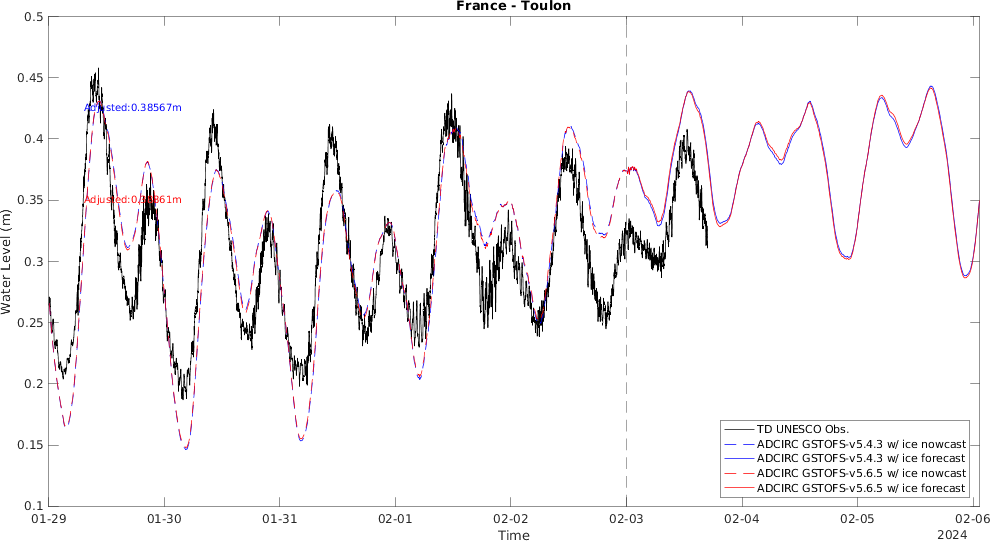 France - Toulon
0.5
0.45
0.4
0.35
0.3
0.25
0.2
0.15
0.1
Water Level (m)
Adjusted:0.38567m
01-29
01-30
01-31
02-01
02-02
02-03
02-04
02-05
02-06
Time
2024
TD UNESCO Obs.
ADCIRC GSTOFS-v5.4.3 w/ ice nowcast
ADCIRC GSTOFS-v5.4.3 w/ ice forecast
ADCIRC GSTOFS-v5.6.5 w/ ice nowcast
ADCIRC GSTOFS-v5.6.5 w/ ice forecast